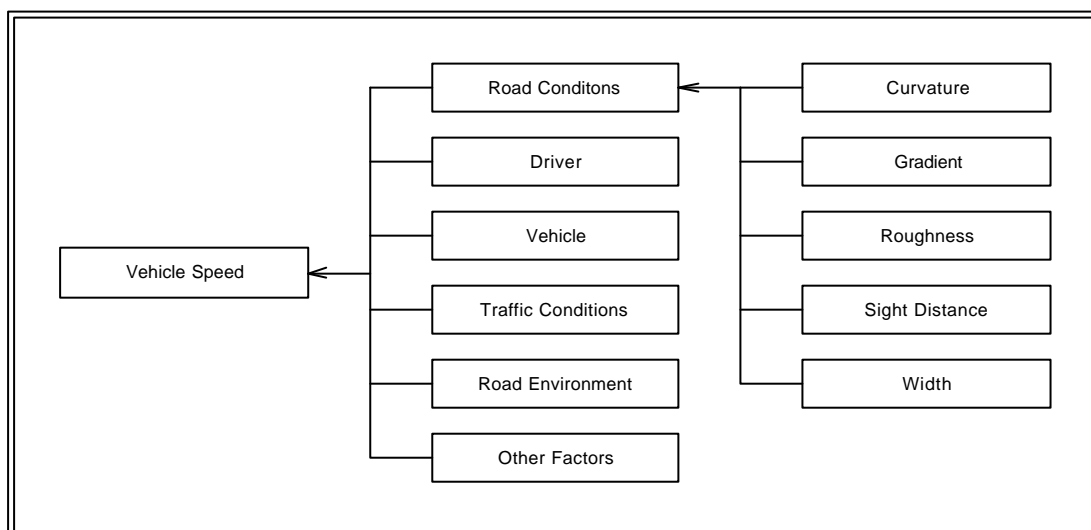 Road Conditons
Curvature
Driver
Gradient
Vehicle
Roughness
Vehicle Speed
Traffic Conditions
Sight Distance
Road Environment
Width
Other Factors